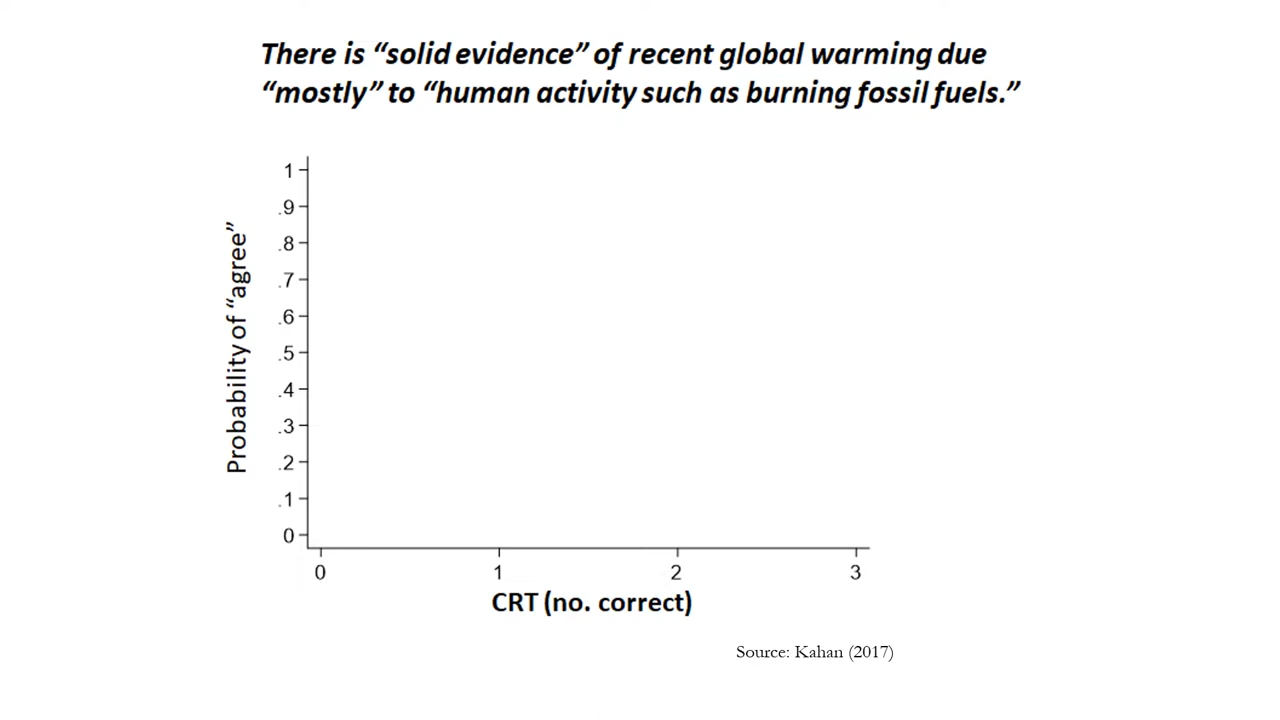 There is “solid evidence” of recent global warming due
“mostly” to “human activity such as burning fossil fuels.”
Probability of “agree”
1
.9
.8
.7
.6
.5
.4
.3
.2
.1
0
0 1 2 3
CRT (no. correct)
Source: Kahan (2017)